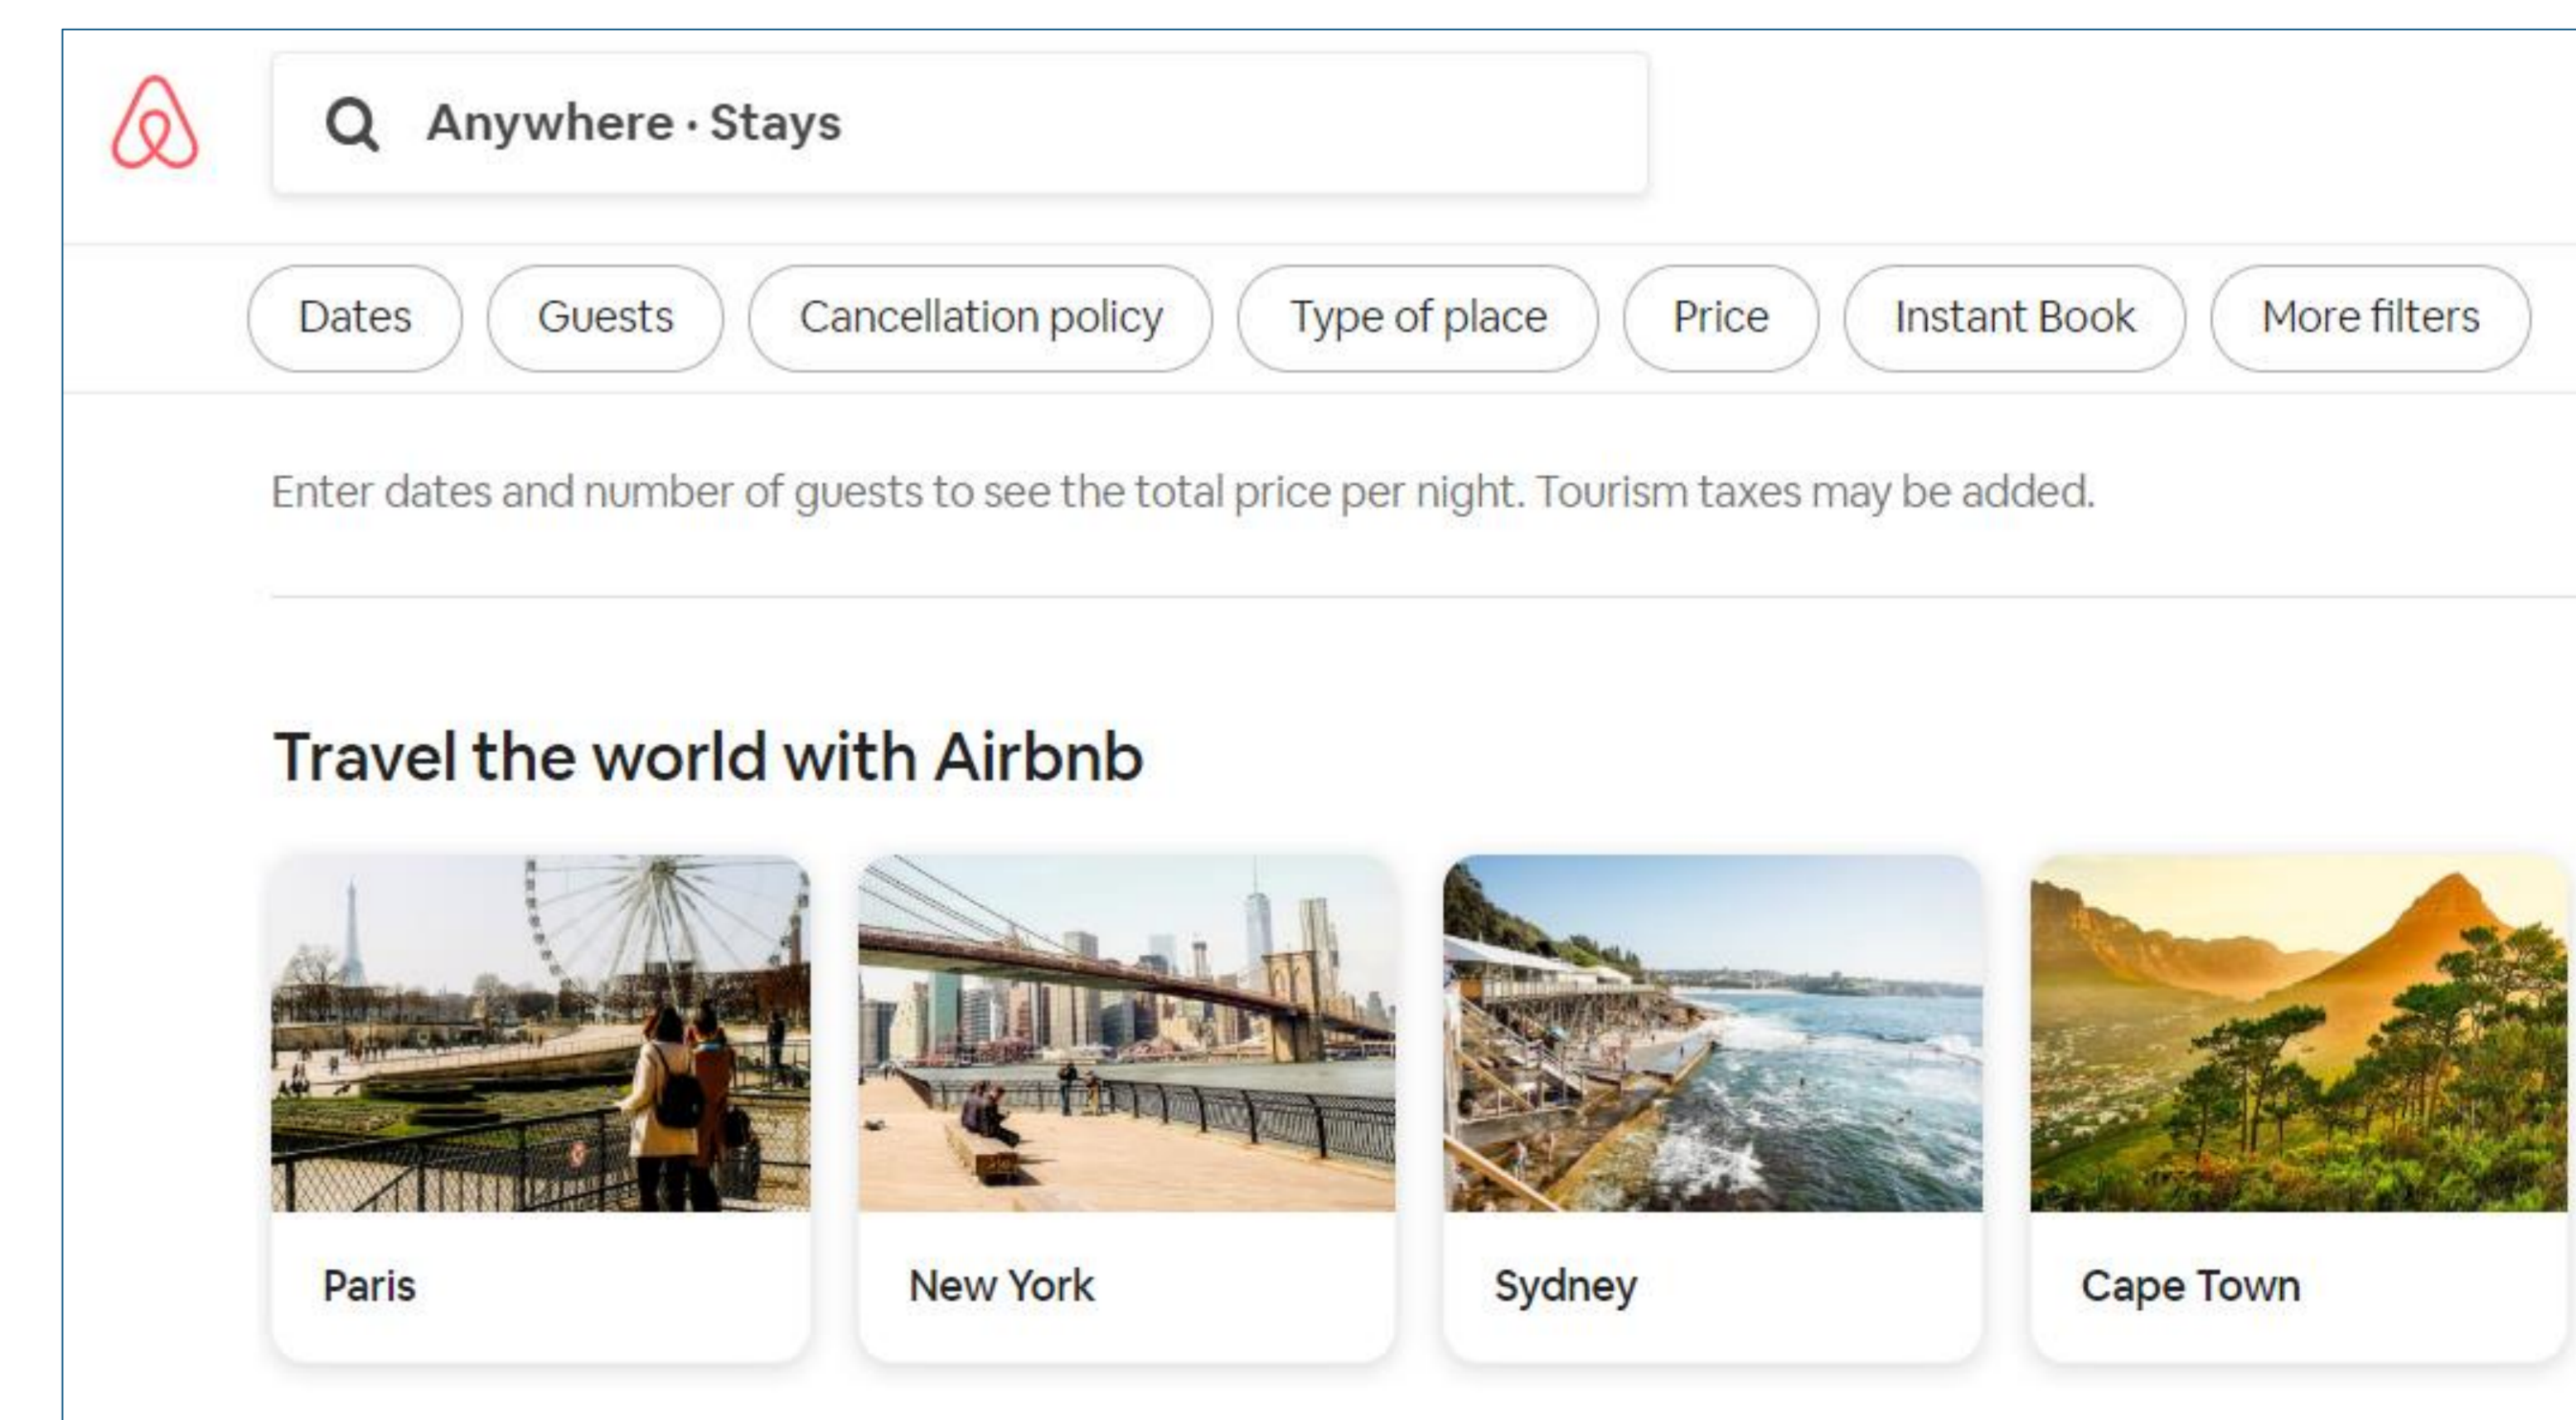 Anywhere · Stays
Dates Guests Cancellation policy Type of place Price Instant Book More filters
Enter dates and number of guests to see the total price per night. Tourism taxes may be added.
Travel the world with Airbnb
Paris New York Sydney Cape Town